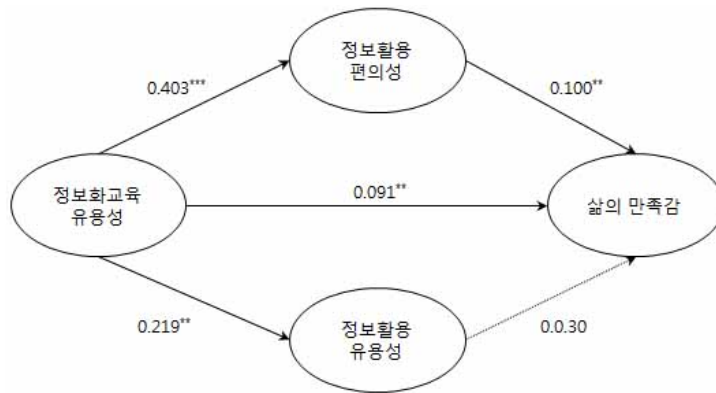 정보활용
편의성
0.403***
0.100**
정보화교육
유용성
0.091**
삶의 만족감
0.219**
정보활용
유용성
0.0.30